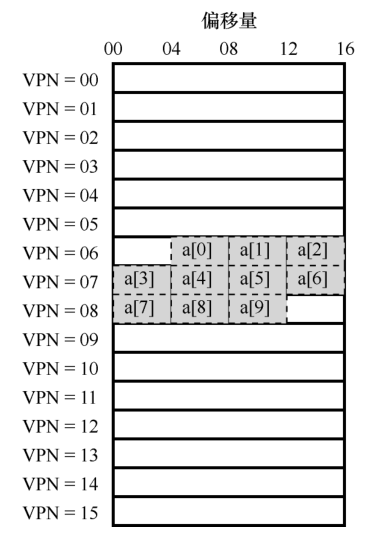 偏移量
00 04 08 12 16
VPN = 00
VPN = 01
VPN = 02
VPN = 03
VPN = 04
VPN = 05
VPN = 06 a[0] a[1] a[2]
VPN = 07 a[3] a[4] a[5] a[6]
VPN = 08 a[7] a[8] a[9]
VPN = 09
VPN = 10
VPN = 11
VPN = 12
VPN = 13
VPN = 14
VPN = 15